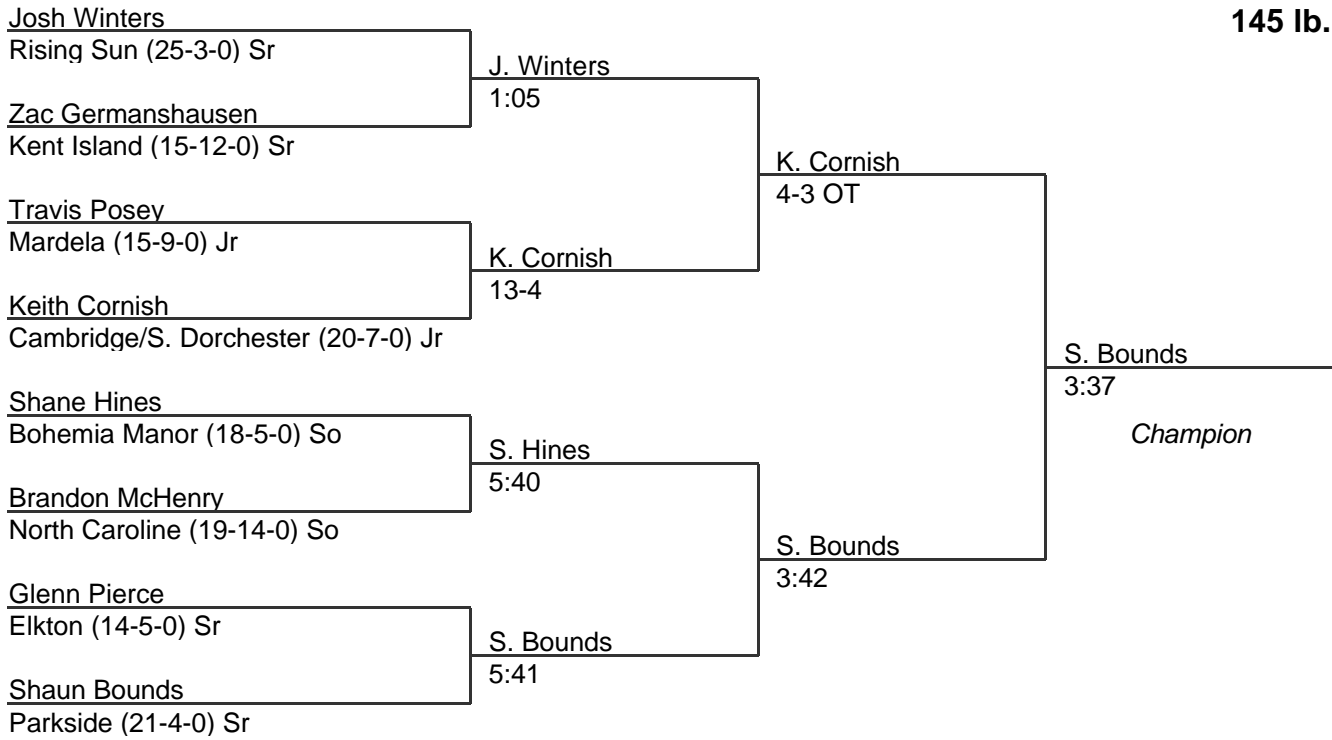 145 lb.
Josh Winters
Rising Sun (25-3-0) Sr
Zac Germanshausen
Kent Island (15-12-0) Sr
Travis Posey
Mardela (15-9-0) Jr
Keith Cornish
Cambridge/S. Dorchester (20-7-0) Jr
Shane Hines
Bohemia Manor (18-5-0) So
Brandon McHenry
North Caroline (19-14-0) So
Glenn Pierce
Elkton (14-5-0) Sr
Shaun Bounds
Parkside (21-4-0) Sr
J. Winters
1:05
K. Cornish
13-4
S. Hines
5:40
S. Bounds
5:41
K. Cornish
4-3 OT
S. Bounds
3:42
S. Bounds
3:37
Champion